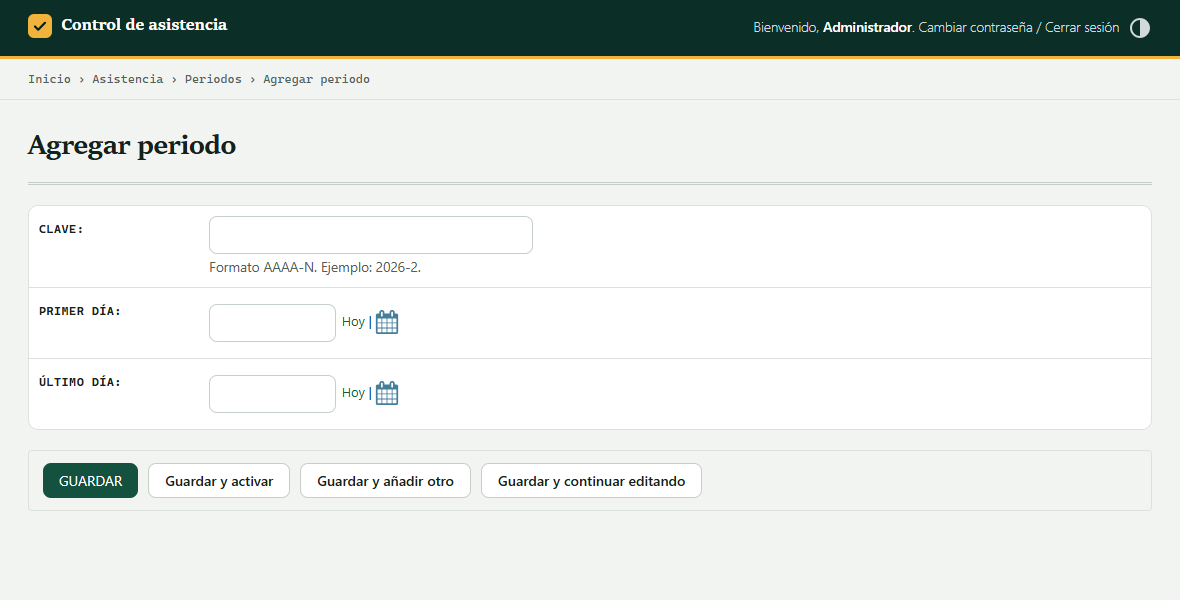 Control de asistencia
Bienvenido, Administrador. Cambiar contraseña / Cerrar sesión
Inicio › Asistencia › Periodos › Agregar periodo
Agregar periodo
CLAVE:
Formato AAAA-N. Ejemplo: 2026-2.
PRIMER DÍA:
Hoy |
ÚLTIMO DÍA:
Hoy |
GUARDAR
Guardar y activar
Guardar y añadir otro
Guardar y continuar editando